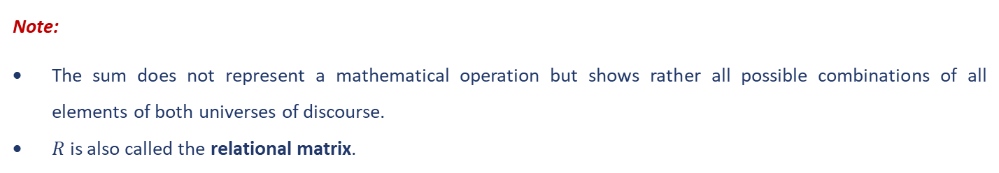 Note:
• The sum does not represent a mathematical operation but shows rather all possible combinations of all
elements of both universes of discourse.
• R is also called the relational matrix.